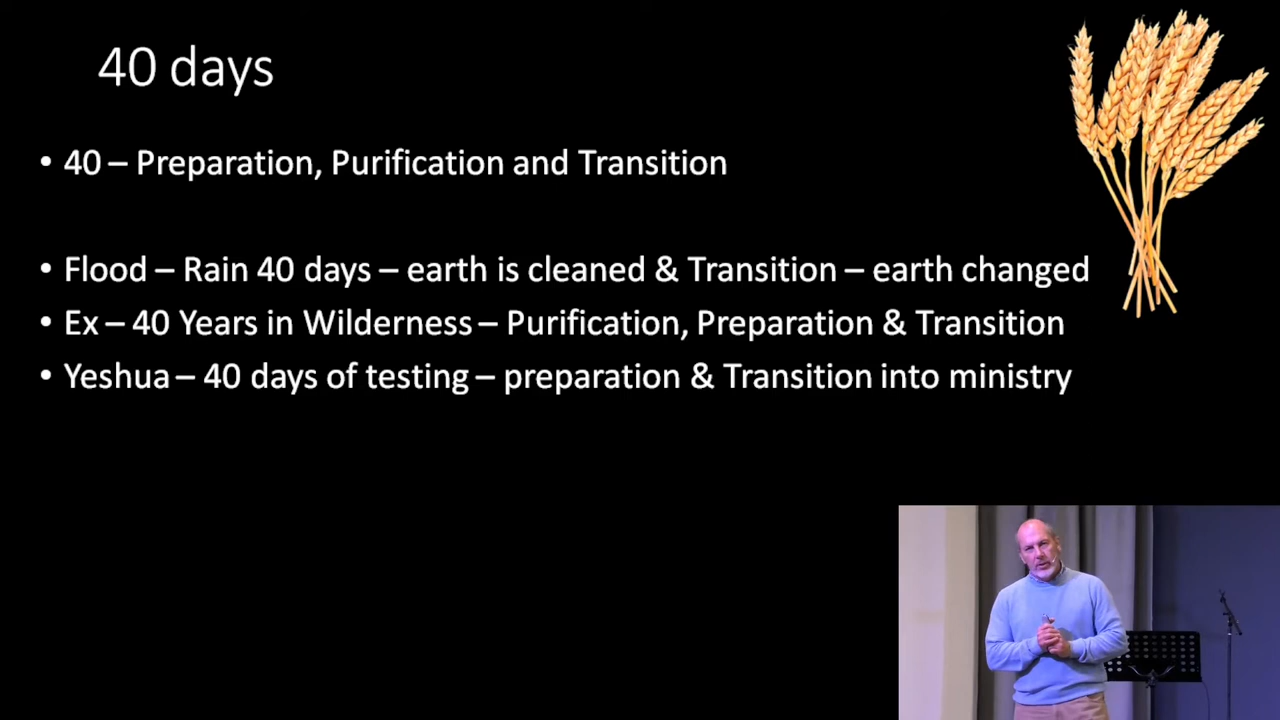 40 days
• 40 – Preparation, Purification and Transition
• Flood – Rain 40 days – earth is cleaned & Transition – earth changed
• Ex – 40 Years in Wilderness – Purification, Preparation & Transition
• Yeshua – 40 days of testing – preparation & Transition into ministry